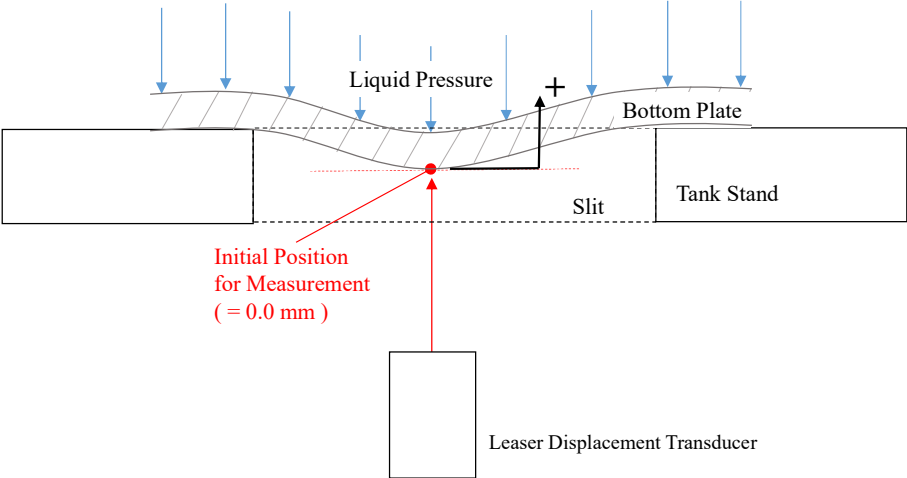 Liquid Pressure
+
Bottom Plate
Tank Stand
Slit
Initial Position
for Measurement
( = 0.0 mm )
Leaser Displacement Transducer